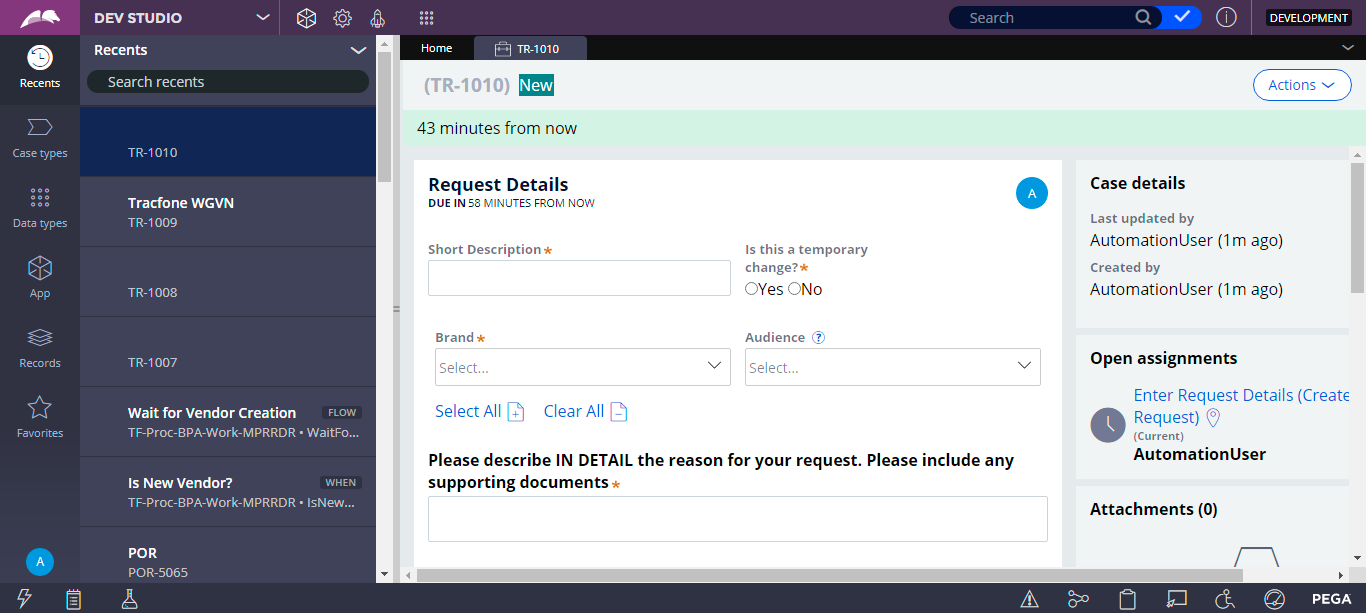 DEV STUDIO
Search
DEVELOPMENT
Recents
Case types
Data types
App
Records
Favorites
A
Recents
Search recents
TR-1010
Tracfone WGVN
TR-1009
TR-1008
TR-1007
Wait for Vendor Creation FLOW
TF-Proc-BPA-Work-MPRRDR • WaitFo...
Is New Vendor? WHEN
TF-Proc-BPA-Work-MPRRDR • IsNew...
POR
POR-5065
Home
TR-1010
(TR-1010) New
Actions
43 minutes from now
Request Details
DUE IN 58 MINUTES FROM NOW
A
Short Description*
Is this a temporary
change?*
Yes No
Brand*
Audience ?
Select...
Select...
Select All
Clear All
Please describe IN DETAIL the reason for your request. Please include any
supporting documents*
Case details
Last updated by
AutomationUser (1m ago)
Created by
AutomationUser (1m ago)
Open assignments
Enter Request Details (Create
Request)
(Current)
AutomationUser
Attachments (0)
PEGA